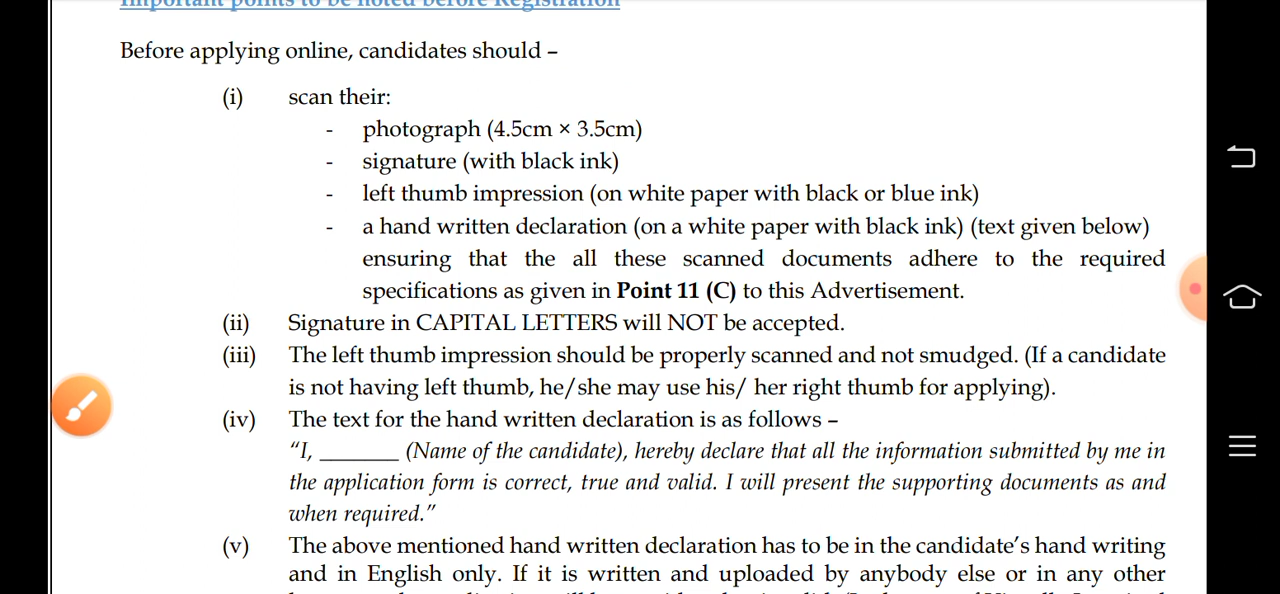 Important points to be noted before Registration
Before applying online, candidates should –
(i) scan their:
- photograph (4.5cm × 3.5cm)
- signature (with black ink)
- left thumb impression (on white paper with black or blue ink)
- a hand written declaration (on a white paper with black ink) (text given below)
ensuring that the all these scanned documents adhere to the required
specifications as given in Point 11 (C) to this Advertisement.
(ii) Signature in CAPITAL LETTERS will NOT be accepted.
(iii) The left thumb impression should be properly scanned and not smudged. (If a candidate
is not having left thumb, he/she may use his/ her right thumb for applying).
(iv) The text for the hand written declaration is as follows –
“I, _______ (Name of the candidate), hereby declare that all the information submitted by me in
the application form is correct, true and valid. I will present the supporting documents as and
when required.”
(v) The above mentioned hand written declaration has to be in the candidate’s hand writing
and in English only. If it is written and uploaded by anybody else or in any other